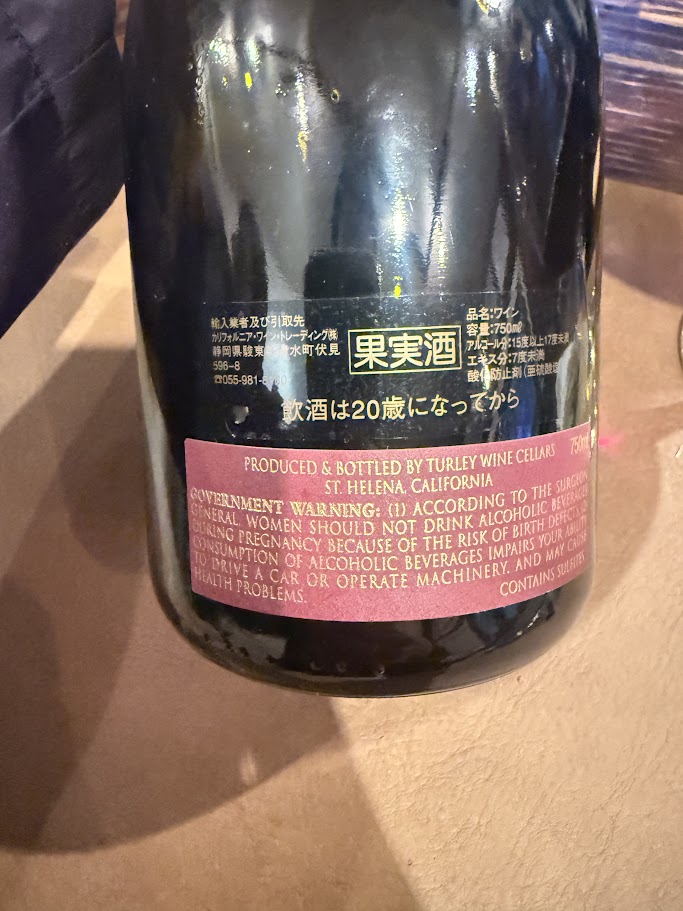 輸入業者及び引取先
カリフォルニア・ワイン・トレーディング㈱
静岡県駿東 水町伏見
596-8
☎055-981-
果実酒
品名:ワイン
容量:750mℓ
アルコール分:15度以上17度未満
エキス分:7度未満
酸化防止剤(亜硫酸塩
飲酒は20歳になってから
750ml
PRODUCED & BOTTLED BY TURLEY WINE CELLARS
ST. HELENA, CALIFORNIA
GOVERNMENT WARNING: (1) ACCORDING TO THE SURGEON
GENERAL, WOMEN SHOULD NOT DRINK ALCOHOLIC BEVERAGES
DURING PREGNANCY BECAUSE OF THE RISK OF BIRTH DEFECTS.
CONSUMPTION OF ALCOHOLIC BEVERAGES IMPAIRS YOUR ABILITY
TO DRIVE A CAR OR OPERATE MACHINERY, AND MAY CAUSE
HEALTH PROBLEMS.
CONTAINS SULFITES